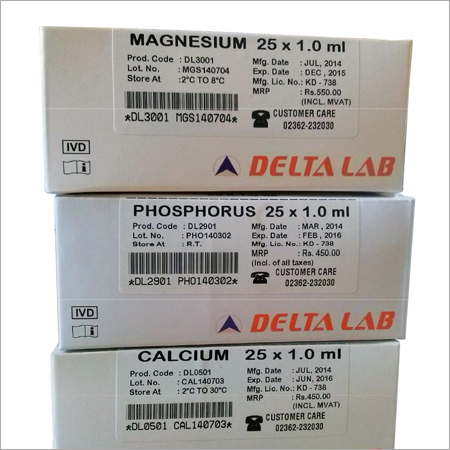 MAGNESIUM 25 x 1.0 ml
Prod. Code : DL3001 Mfg. Date : JUL, 2014
Lot. No. : MGS140704 Exp. Date : DEC, 2015
Store At : 2°C TO 8°C Mfg. Lic. No.: KD - 738
MRP : Rs.550.00
(INCL. MVAT)
*DL3001 MGS140704*
CUSTOMER CARE
02362-232030
IVD
i
DELTA LAB
PHOSPHORUS 25 x 1.0 ml
Prod. Code : DL2901 Mfg. Date : MAR, 2014
Lot. No. : PHO140302 Exp. Date : FEB, 2016
Store At : R.T. Mfg. Lic. No.: KD - 738
MRP : Rs. 450.00
(Incl. of all taxes)
*DL2901 PHO140302*
CUSTOMER CARE
02362-232030
IVD
i
DELTA LAB
CALCIUM 25 x 1.0 ml
Prod. Code : DL0501 Mfg. Date : JUL, 2014
Lot. No. : CAL140703 Exp. Date : JUN, 2016
Store At : 2°C TO 30°C Mfg. Lic. No.: KD - 738
MRP : Rs.450.00
(INCL. MVAT)
*DL0501 CAL140703*
CUSTOMER CARE
02362-232030